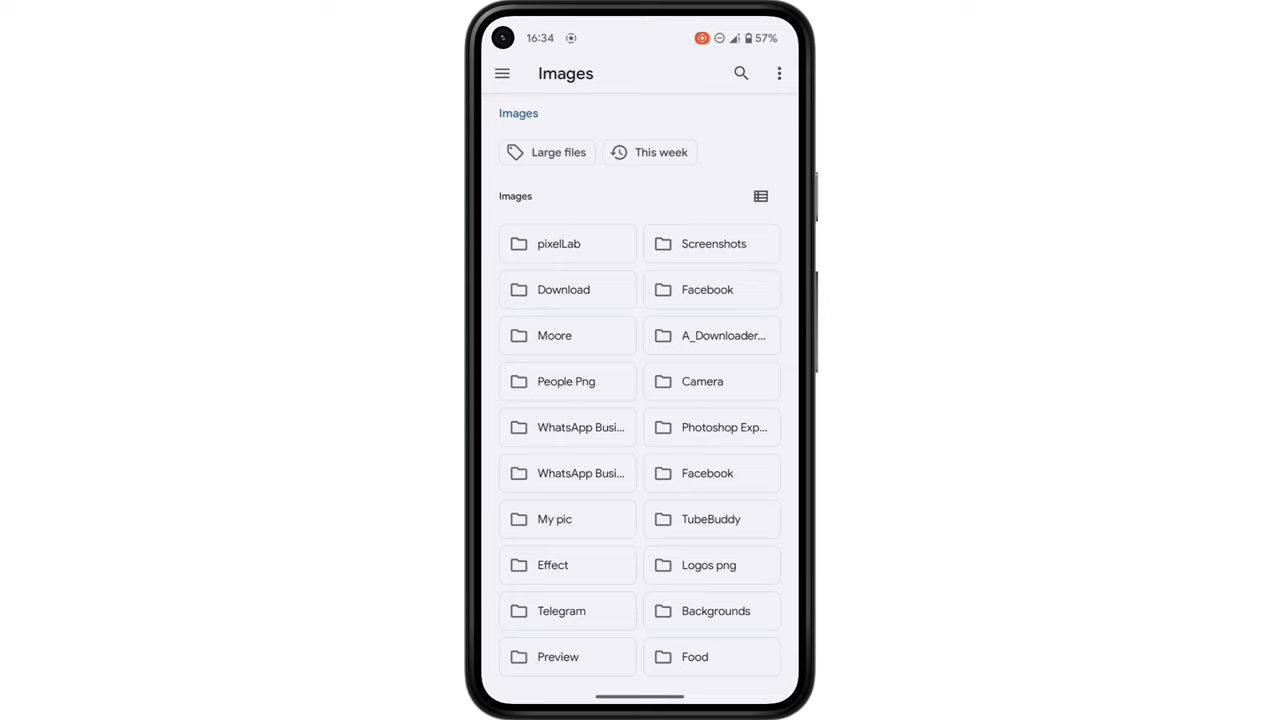 16:34 57%
Images
Images
Large files This week
Images
pixelLab Screenshots
Download Facebook
Moore A_Downloader...
People Png Camera
WhatsApp Busi... Photoshop Exp...
WhatsApp Busi... Facebook
My pic TubeBuddy
Effect Logos png
Telegram Backgrounds
Preview Food